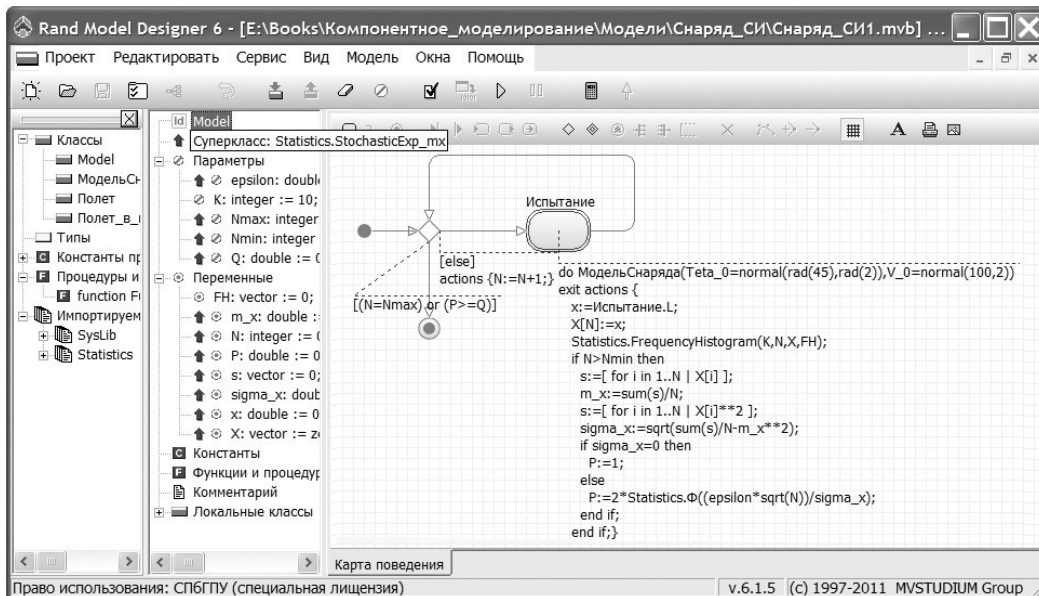 Rand Model Designer 6 - [E:\Books\Компонентное_моделирование\Модели\Снаряд_СИ\Снаряд_СИ1.mvb] ...
Проект Редактировать Сервис Вид Модель Окна Помощь
Классы
Model
МодельСн
Полет
Полет_в_
Типы
Константы пр
Процедуры и
function F
Импортируем
SysLib
Statistics
Id Model
Суперкласс: Statistics.StochasticExp_mx
Параметры
epsilon: double
K: integer := 10;
Nmax: integer
Nmin: integer
Q: double := 0
Переменные
FH: vector := 0;
m_x: double :=
N: integer := 0
P: double := 0
s: vector := 0;
sigma_x: doub
x: double := 0
X: vector := ze
Константы
Функции и процедур
Комментарий
Локальные классы
Испытание
[else]
actions {N:=N+1;}
[(N=Nmax) or (P>=Q)]
do МодельСнаряда(Teta_0=normal(rad(45),rad(2)),V_0=normal(100,2))
exit actions {
x:=Испытание.L;
X[N]:=x;
Statistics.FrequencyHistogram(K,N,X,FH);
if N>Nmin then
s:=[ for i in 1..N | X[i] ];
m_x:=sum(s)/N;
s:=[ for i in 1..N | X[i]**2 ];
sigma_x:=sqrt(sum(s)/N-m_x**2);
if sigma_x=0 then
P:=1;
else
P:=2*Statistics.Ф((epsilon*sqrt(N))/sigma_x);
end if;
end if;}
Карта поведения
Право использования: СПбГПУ (специальная лицензия)
v.6.1.5 (c) 1997-2011 MVSTUDIUM Group